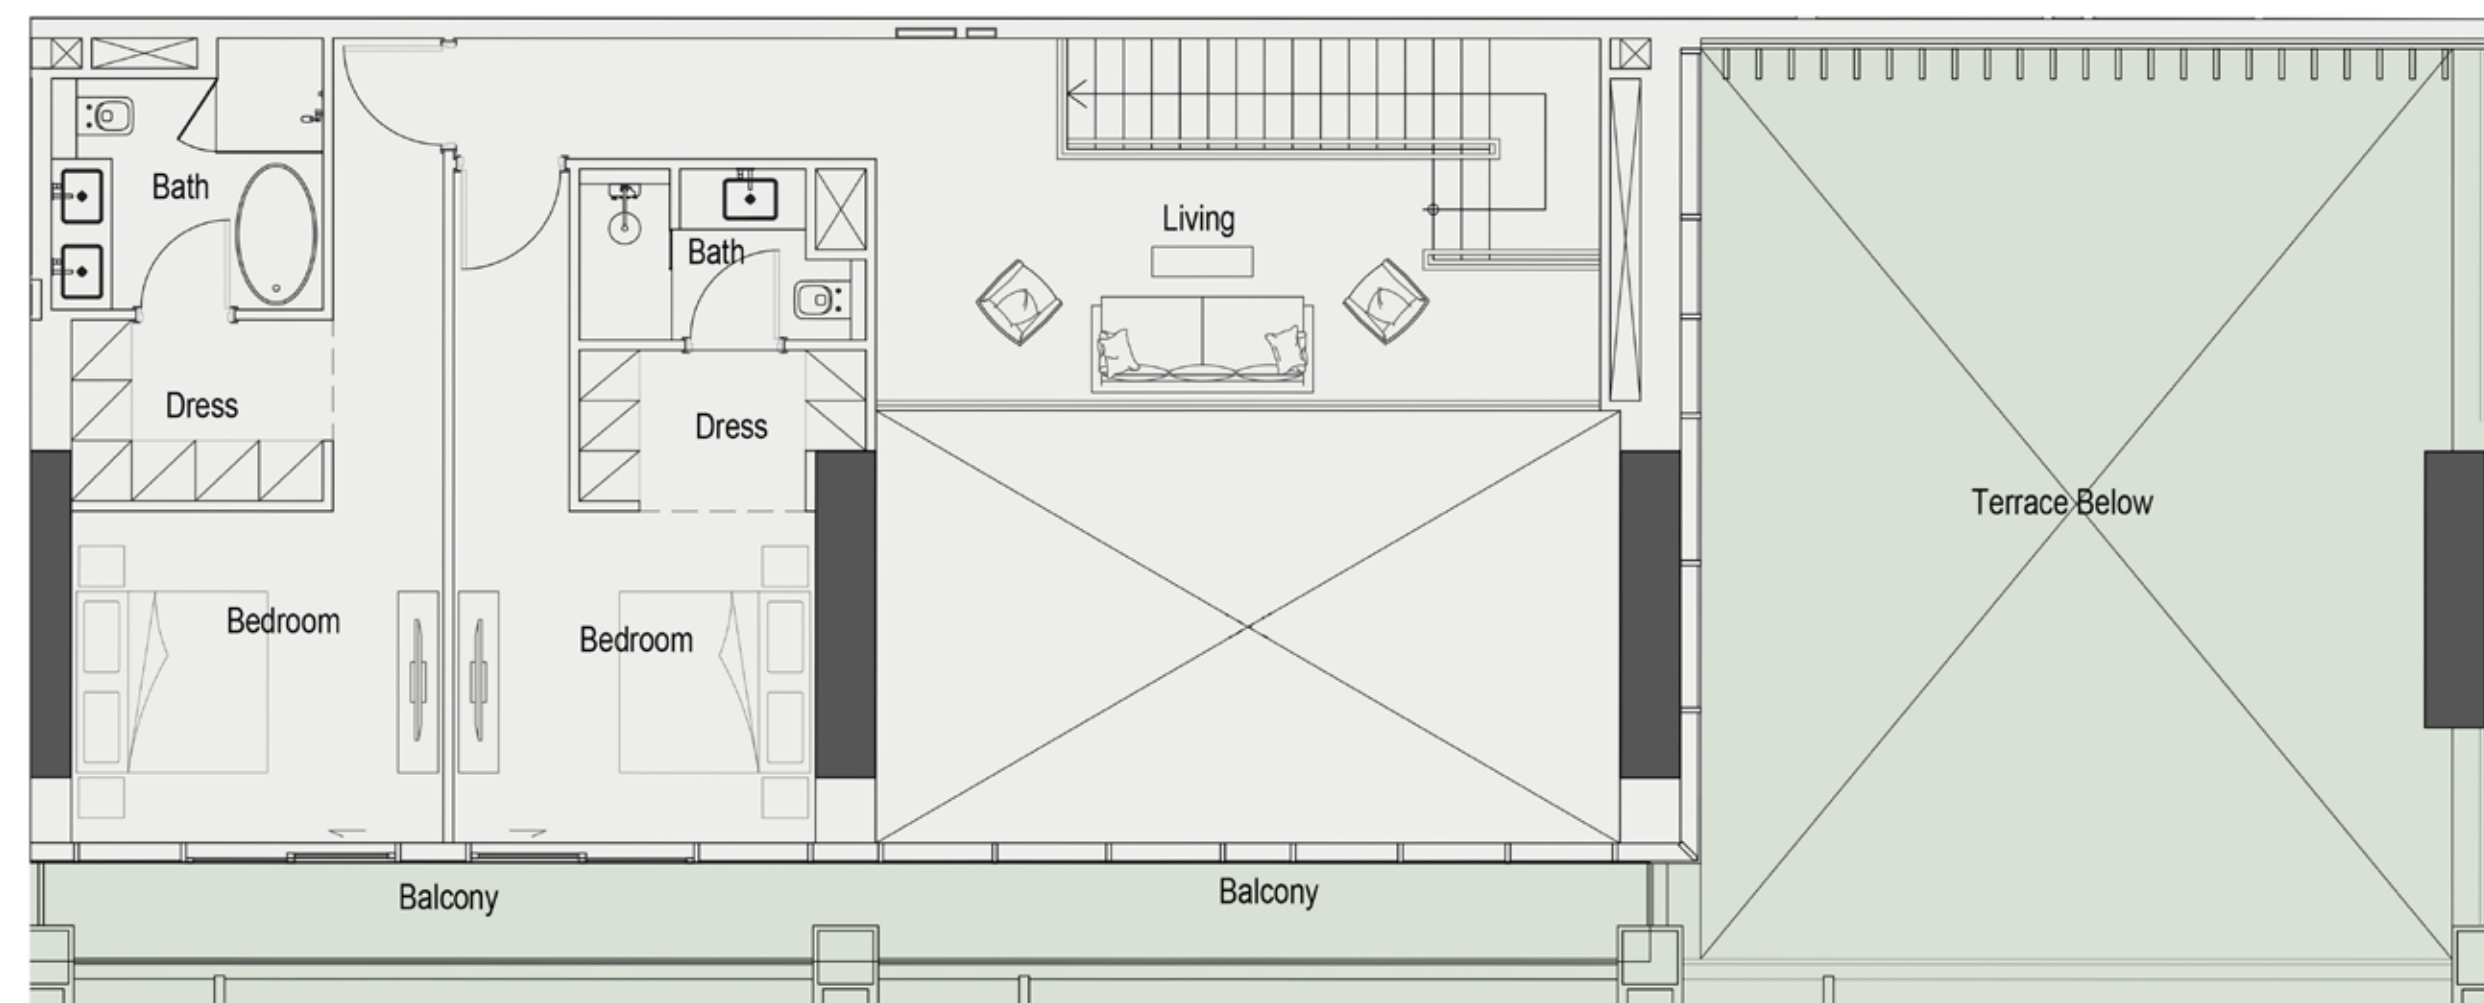 Bath
Living
Bath
Dress
Dress
Terrace Below
Bedroom
Bedroom
Balcony
Balcony